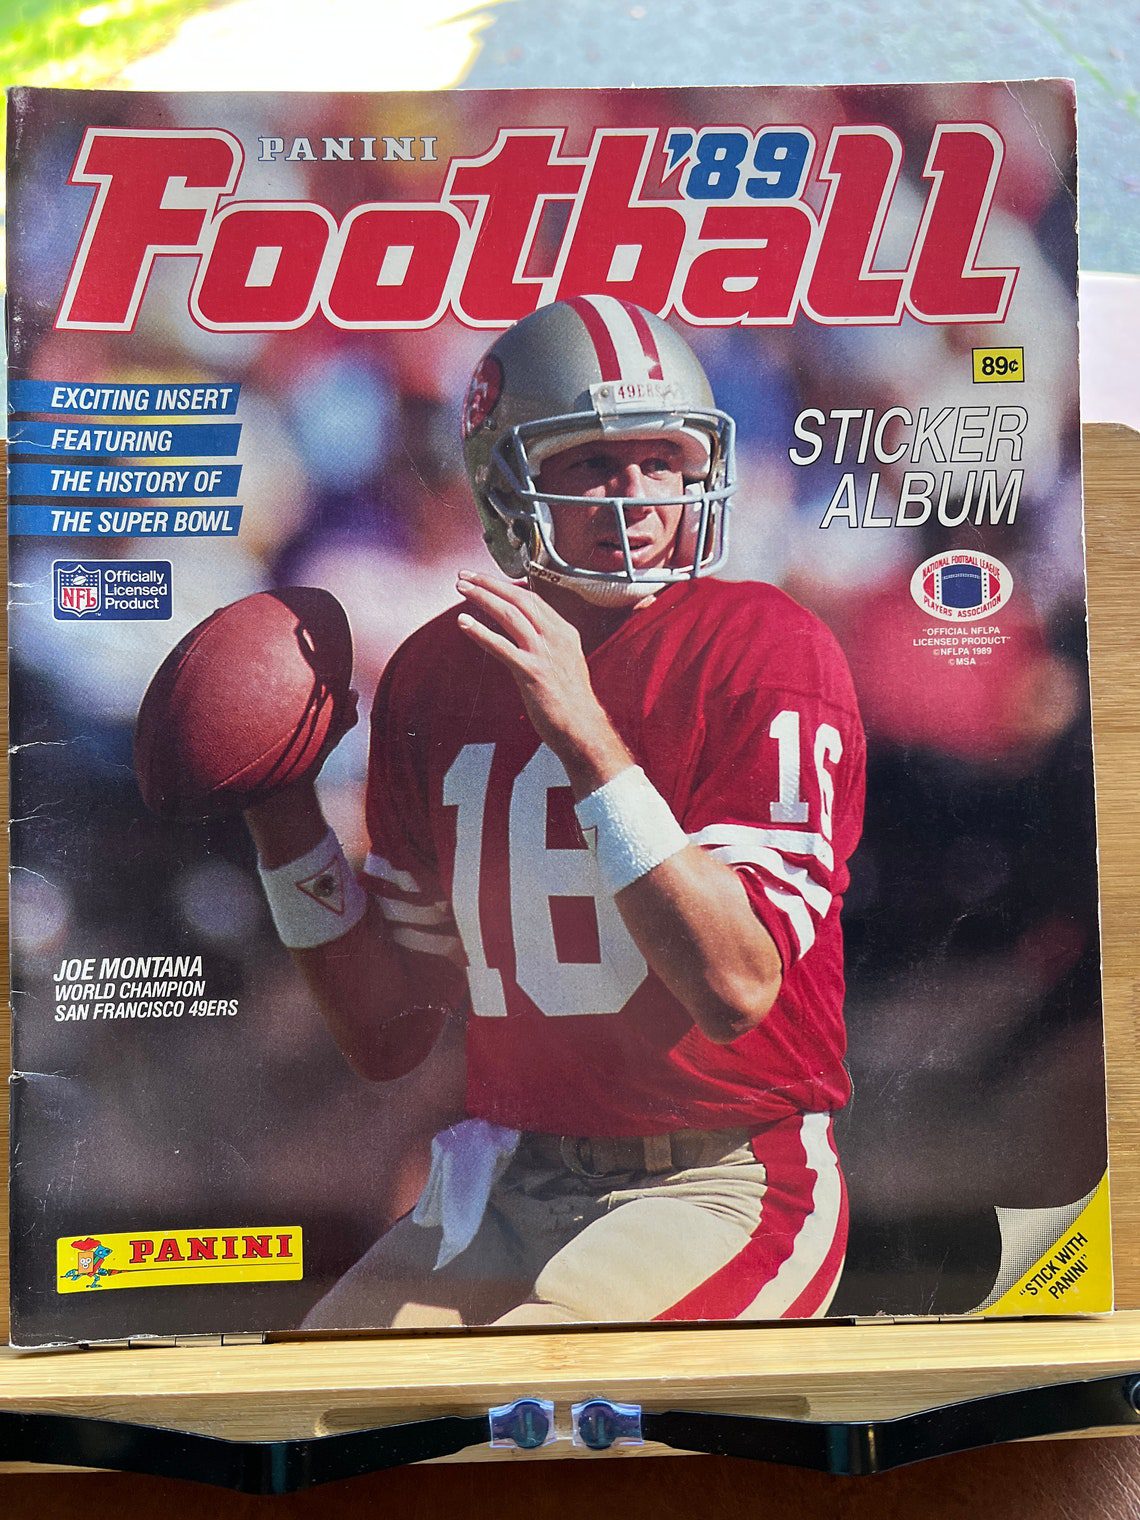 PANINI
Football '89
89¢
STICKER
ALBUM
EXCITING INSERT
FEATURING
THE HISTORY OF
THE SUPER BOWL
NFL
Officially
Licensed
Product
NATIONAL FOOTBALL LEAGUE
PLAYERS ASSOCIATION
"OFFICIAL NFLPA
LICENSED PRODUCT"
©NFLPA 1989
©MSA
49ERS
16
16
JOE MONTANA
WORLD CHAMPION
SAN FRANCISCO 49ERS
PANINI
"STICK WITH
PANINI"